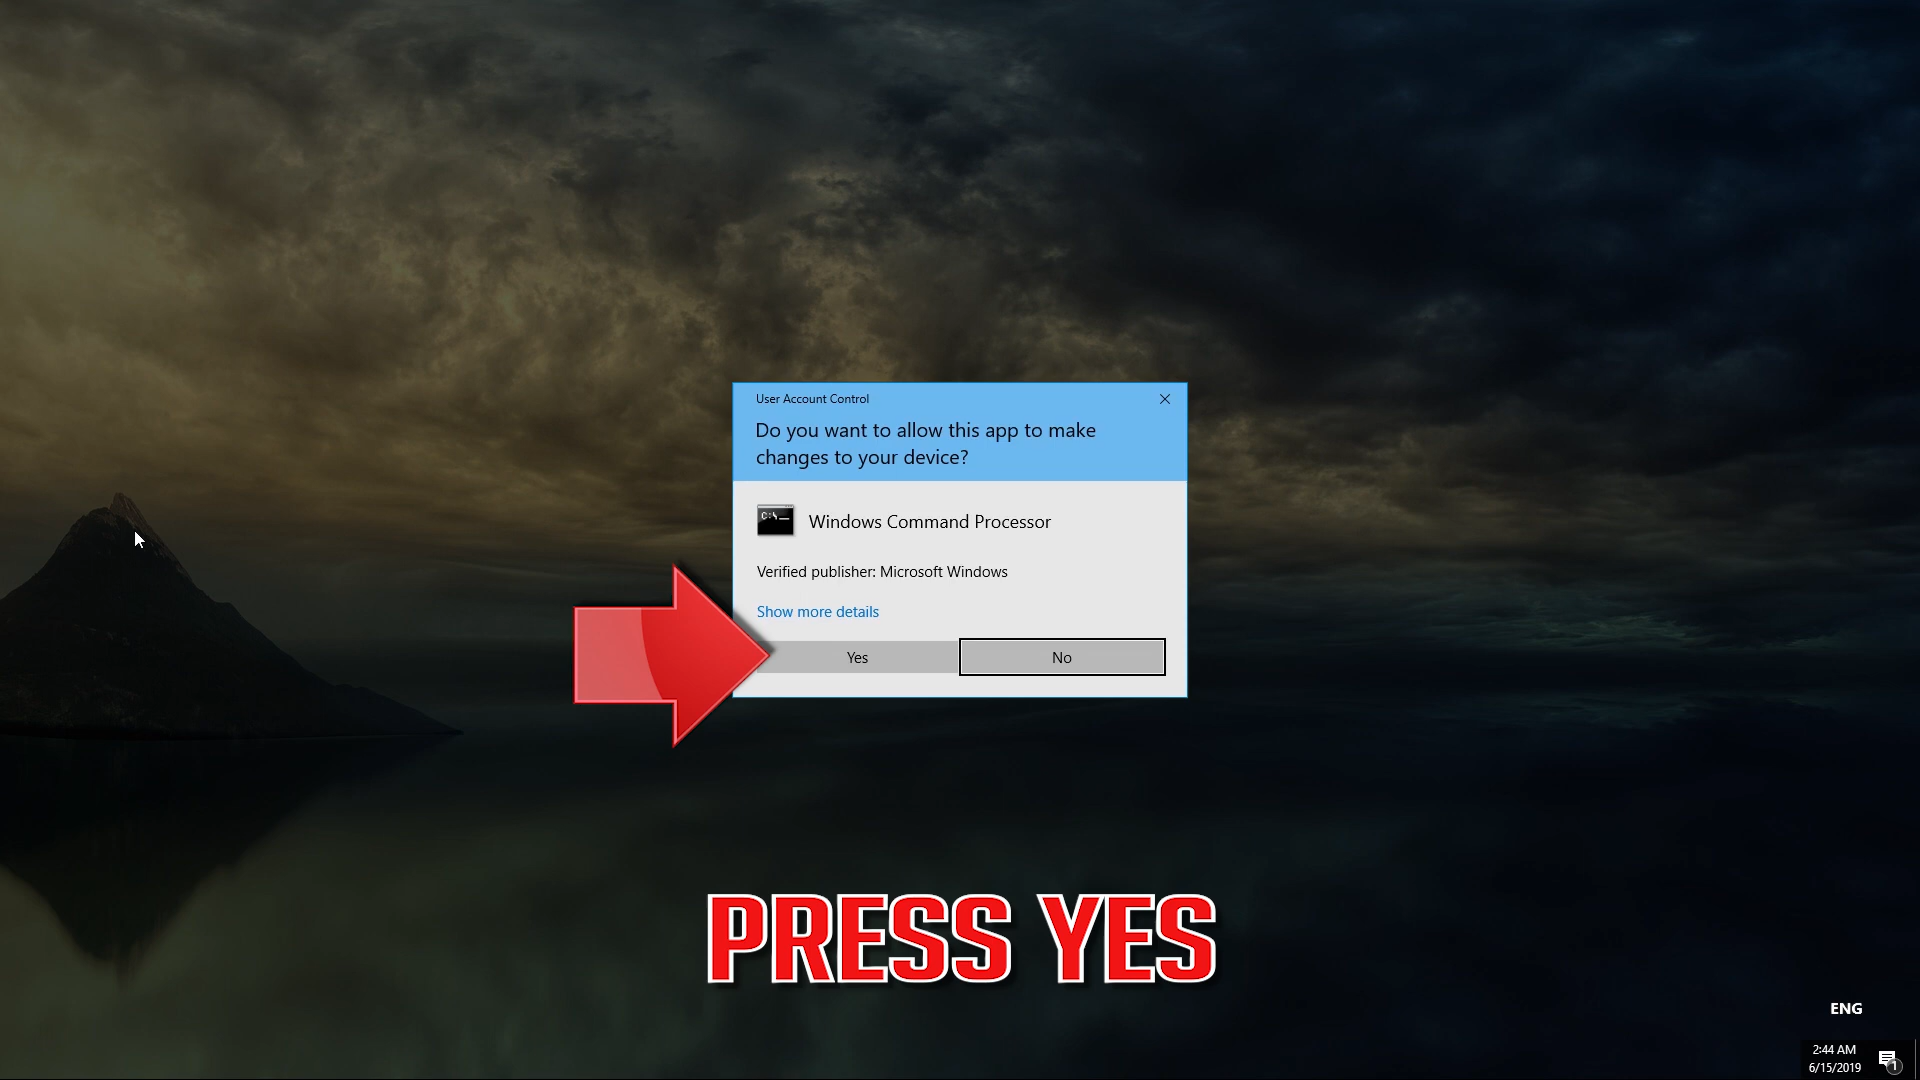 User Account Control
Do you want to allow this app to make
changes to your device?
C:\_
Windows Command Processor
Verified publisher: Microsoft Windows
Show more details
Yes
No
PRESS YES
ENG
2:44 AM
6/15/2019
1